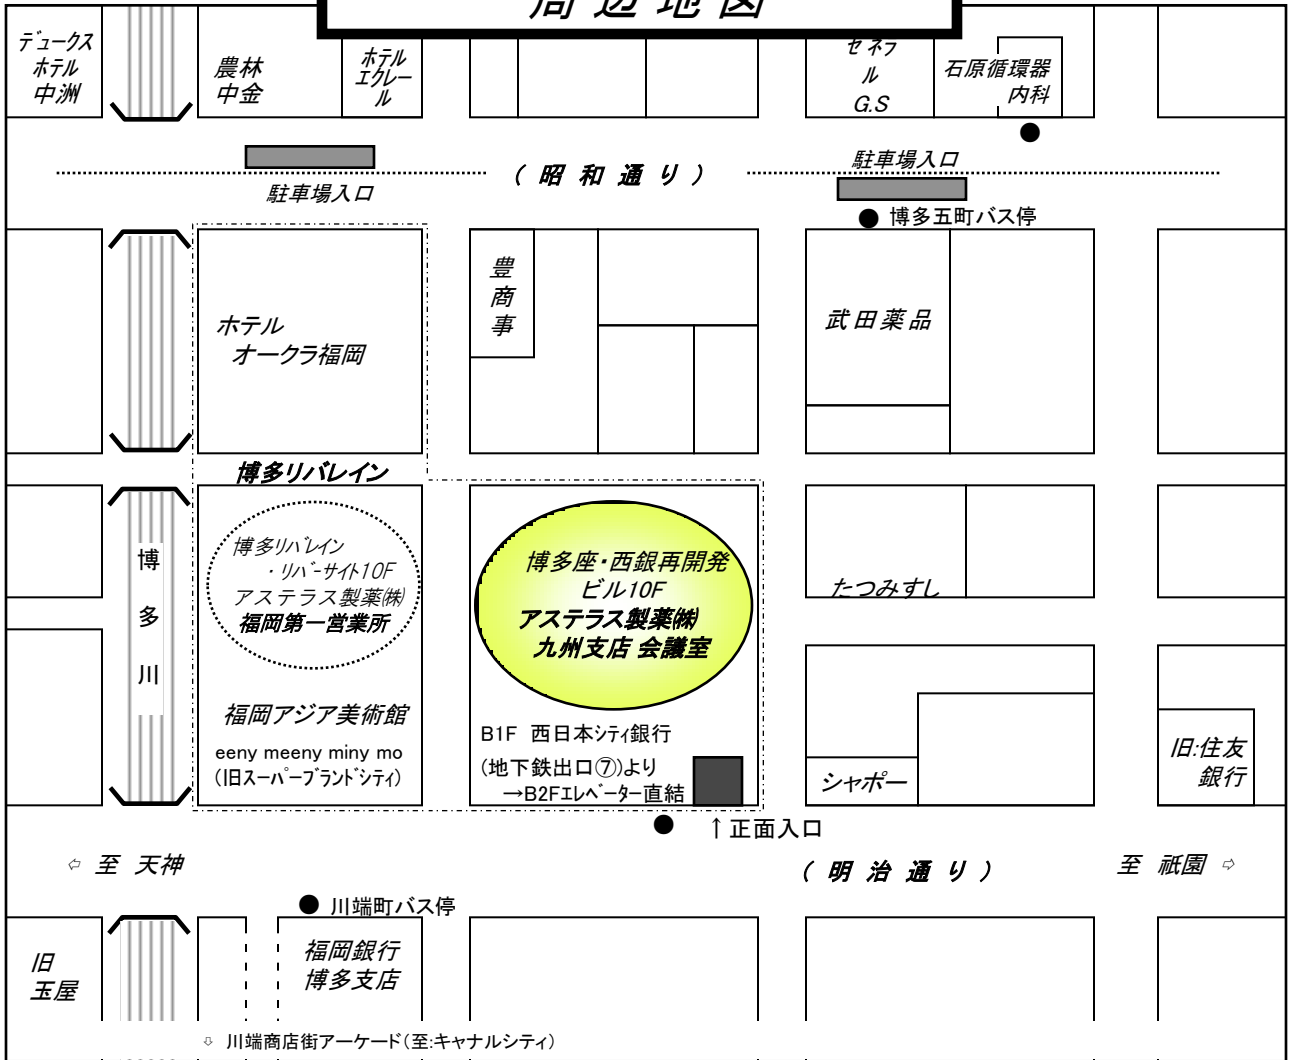 周辺地図
デュークス
ホテル
中洲
農林
中金
ホテル
エクレー
ル
ル
G.S
石原循環器
内科
駐車場入口
(昭和通り)
駐車場入口
博多五町バス停
ホテル
オークラ福岡
豊
商
事
武田薬品
博多リバレイン
博多リバレイン
・リバーサイト10F
アステラス製薬㈱
福岡第一営業所
博多座・西銀再開発
ビル10F
アステラス製薬㈱
九州支店 会議室
たつみすし
博
多
川
福岡アジア美術館
eeny meeny miny mo
(旧スーパーブランドシティ)
B1F 西日本シティ銀行
(地下鉄出口⑦)より
→B2Fエレベーター直結
シャポー
旧:住友
銀行
↑正面入口
⇦ 至 天神
(明治通り)
至 祇園 ⇨
川端町バス停
旧
玉屋
福岡銀行
博多支店
⇩ 川端商店街アーケード(至:キャナルシティ)